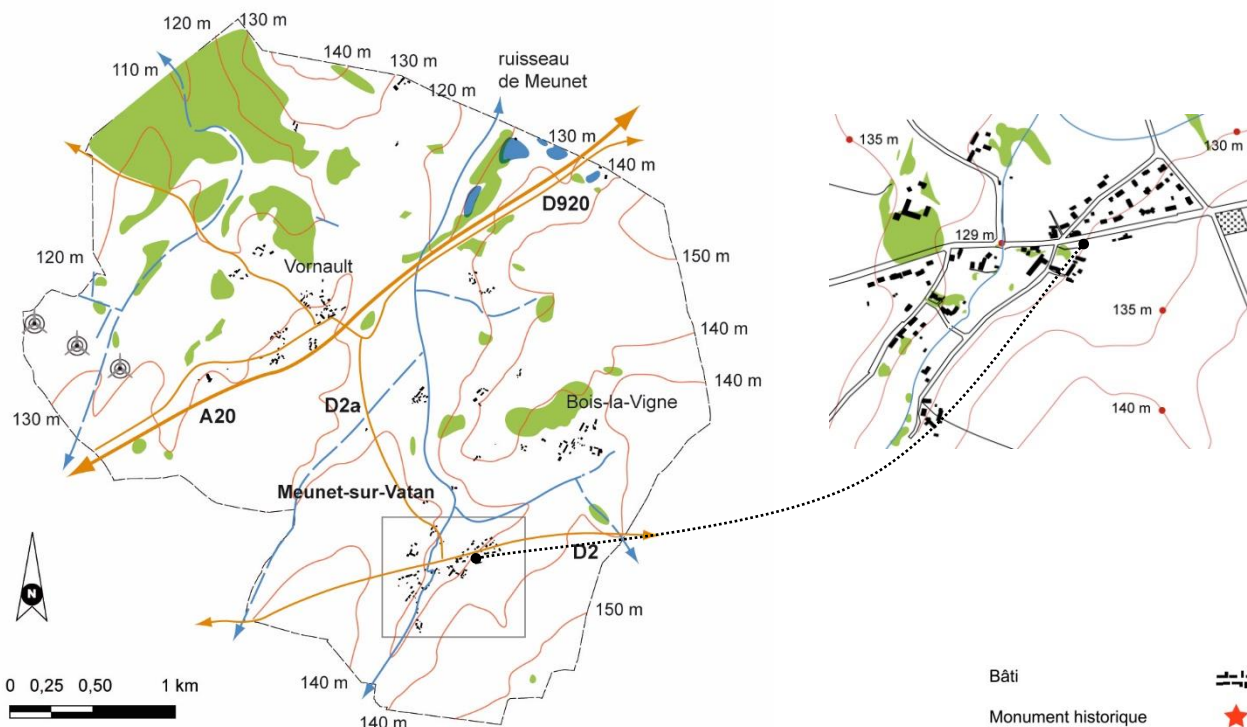 120 m
130 m
140 m
130 m
120 m
110 m
ruisseau
de Meunet
130 m
140 m
D920
150 m
120 m
Vornault
140 m
140 m
130 m
A20
D2a
Bois-la-Vigne
Meunet-sur-Vatan
D2
N
150 m
0 0,25 0,50 1 km
140 m
140 m
135 m
130 m
129 m
135 m
140 m
Bâti
Monument historique